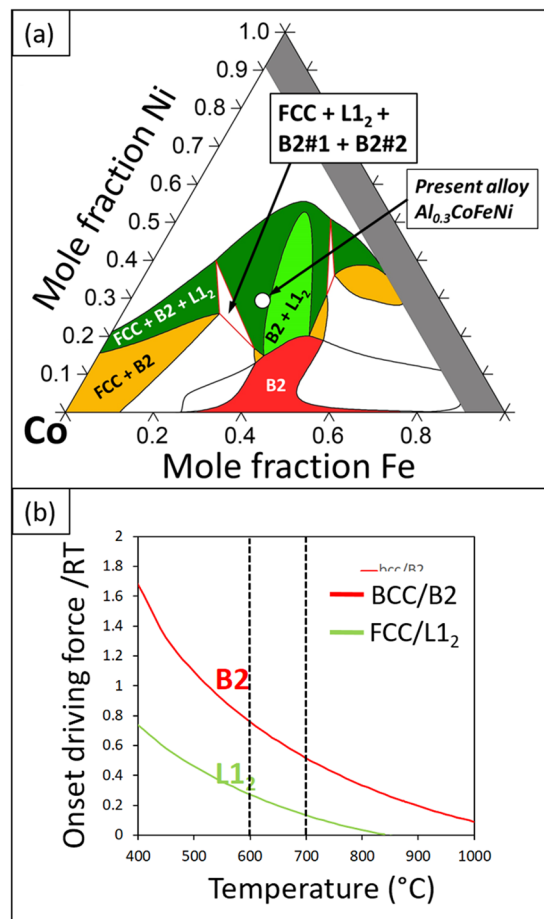 (a)
1.0
0.9
0.8
0.7
0.6
0.5
0.4
0.3
0.2
0.1
Mole fraction Ni
FCC + L1₂ +
B2#1 + B2#2
Present alloy
Al₀.₃CoFeNi
FCC + B2 + L1₂
FCC + B2
B2 + L1₂
B2
Co
0.2
0.4
0.6
0.8
Mole fraction Fe
(b)
Onset driving force /RT
2
1.8
1.6
1.4
1.2
1
0.8
0.6
0.4
0.2
0
bcc/B2
BCC/B2
FCC/L1₂
B2
L1₂
400 500 600 700 800 900 1000
Temperature (°C)